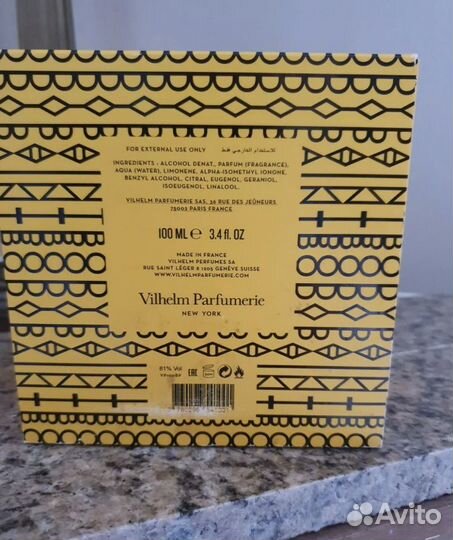 FOR EXTERNAL USE ONLY للاستخدام الخارجي فقط
INGREDIENTS - ALCOHOL DENAT., PARFUM (FRAGRANCE),
AQUA (WATER), LIMONENE, ALPHA-ISOMETHYL IONONE,
BENZYL ALCOHOL, CITRAL, EUGENOL, GERANIOL,
ISOEUGENOL, LINALOOL.
VILHELM PARFUMERIE SAS, 36 RUE DES JEÛNEURS
75002 PARIS FRANCE
100 ML e 3.4 fl. OZ
MADE IN FRANCE
VILHELM PERFUMES SA
RUE SAINT LÉGER 8 1205 GENÈVE SUISSE
WWW.VILHELMPARFUMERIE.COM
Vilhelm Parfumerie
NEW YORK
81% Vol
EAC
Avito